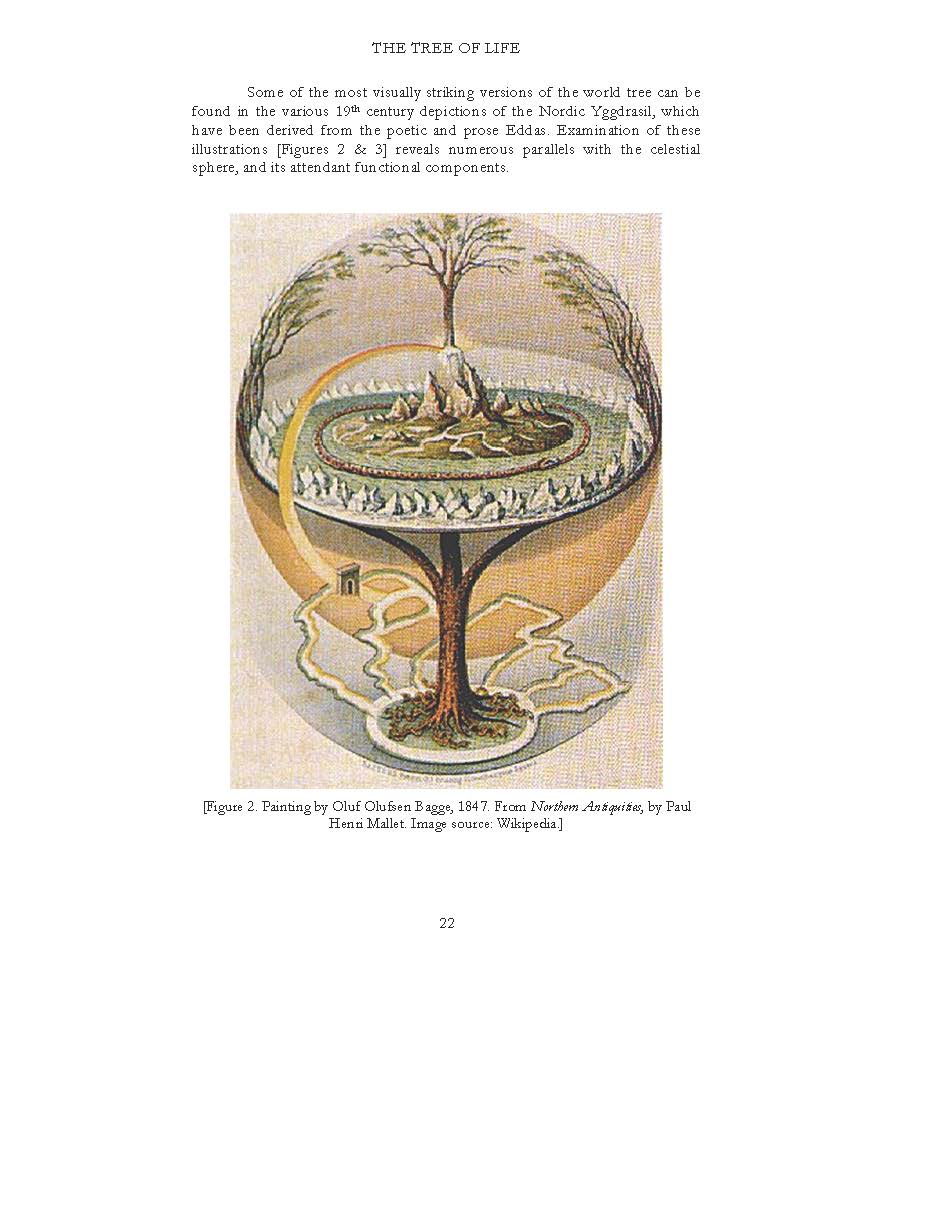 THE TREE OF LIFE
Some of the most visually striking versions of the world tree can be
found in the various 19th century depictions of the Nordic Yggdrasil, which
have been derived from the poetic and prose Eddas. Examination of these
illustrations [Figures 2 & 3] reveals numerous parallels with the celestial
sphere, and its attendant functional components.
[Figure 2. Painting by Oluf Olufsen Bagge, 1847. From Northern Antiquities, by Paul
Henri Mallet. Image source: Wikipedia.]
22